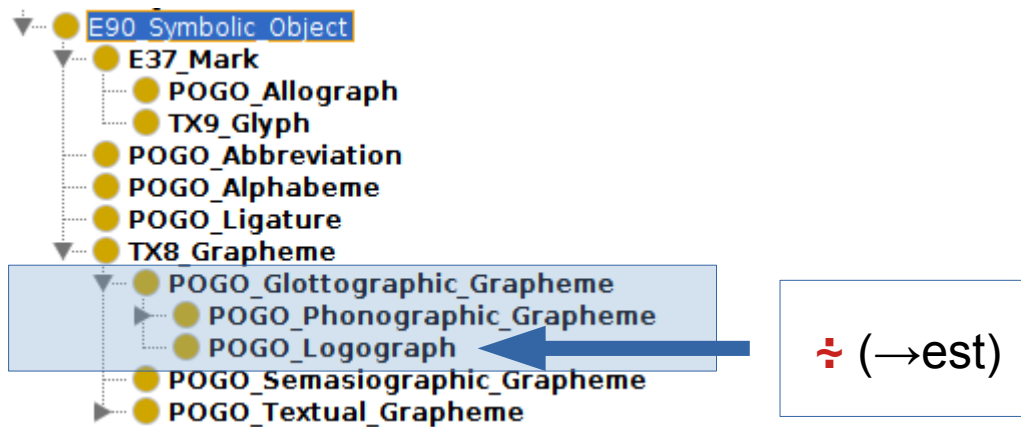 E90_Symbolic_Object
E37_Mark
POGO_Allograph
TX9_Glyph
POGO_Abbreviation
POGO_Alphabeme
POGO_Ligature
TX8_Grapheme
POGO_Glottographic_Grapheme
POGO_Phonographic_Grapheme
POGO_Logograph
÷ (→est)
POGO_Semasiographic_Grapheme
POGO_Textual_Grapheme